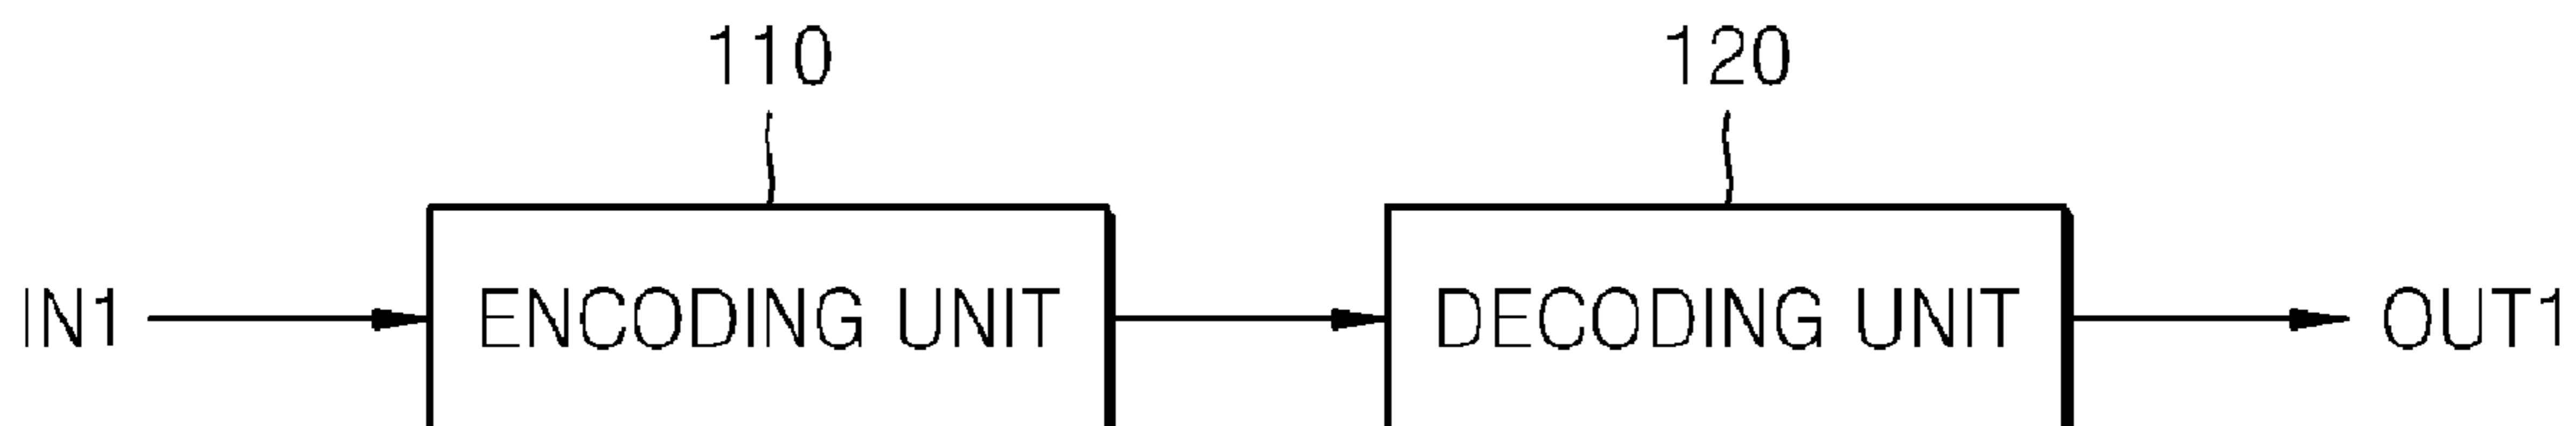 110 120
IN1 ENCODING UNIT DECODING UNIT OUT1